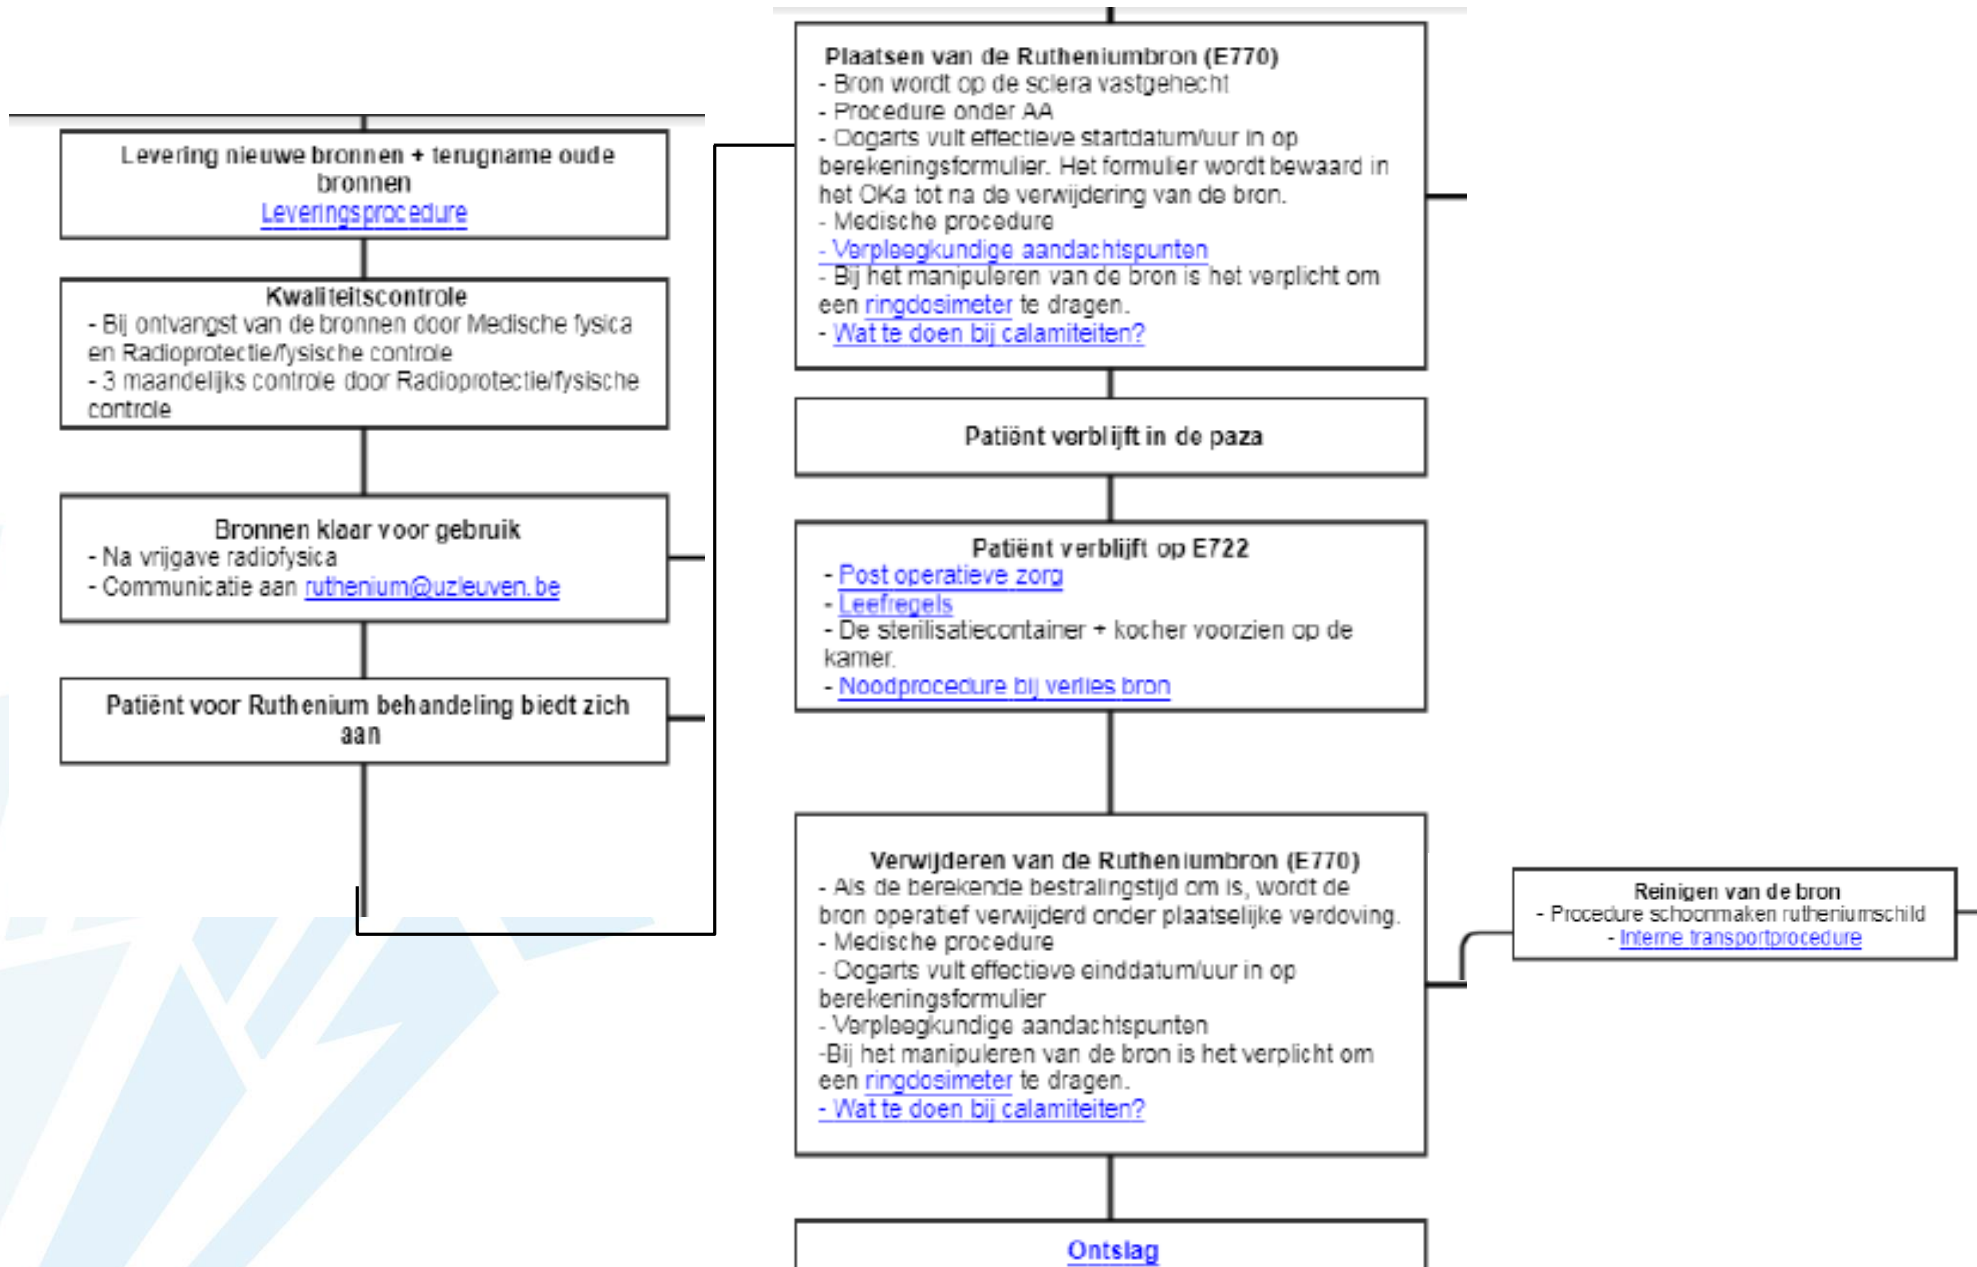 Levering nieuwe bronnen + terugname oude
bronnen
Leveringsprocedure
Kwaliteitscontrole
- Bij ontvangst van de bronnen door Medische fysica
en Radioprotectie/fysische controle
- 3 maandelijks controle door Radioprotectie/fysische
controle
Bronnen klaar voor gebruik
- Na vrijgave radiofysica
- Communicatie aan ruthenium@uzleuven.be
Patiënt voor Ruthenium behandeling biedt zich
aan
Plaatsen van de Rutheniumbron (E770)
- Bron wordt op de sclera vastgehecht
- Procedure onder AA
- Oogarts vult effectieve startdatum/uur in op
berekeningsformulier. Het formulier wordt bewaard in
het OKa tot na de verwijdering van de bron.
- Medische procedure
- Verpleegkundige aandachtspunten
- Bij het manipuleren van de bron is het verplicht om
een ringdosimeter te dragen.
- Wat te doen bij calamiteiten?
Patiënt verblijft in de paza
Patiënt verblijft op E722
- Post operatieve zorg
- Leefregels
- De sterilisatiecontainer + kocher voorzien op de
kamer.
- Noodprocedure bij verlies bron
Verwijderen van de Rutheniumbron (E770)
- Als de berekende bestralingstijd om is, wordt de
bron operatief verwijderd onder plaatselijke verdoving.
- Medische procedure
- Oogarts vult effectieve einddatum/uur in op
berekeningsformulier
- Verpleegkundige aandachtspunten
-Bij het manipuleren van de bron is het verplicht om
een ringdosimeter te dragen.
- Wat te doen bij calamiteiten?
Ontslag
Reinigen van de bron
- Procedure schoonmaken rutheniumschild
- Interne transportprocedure